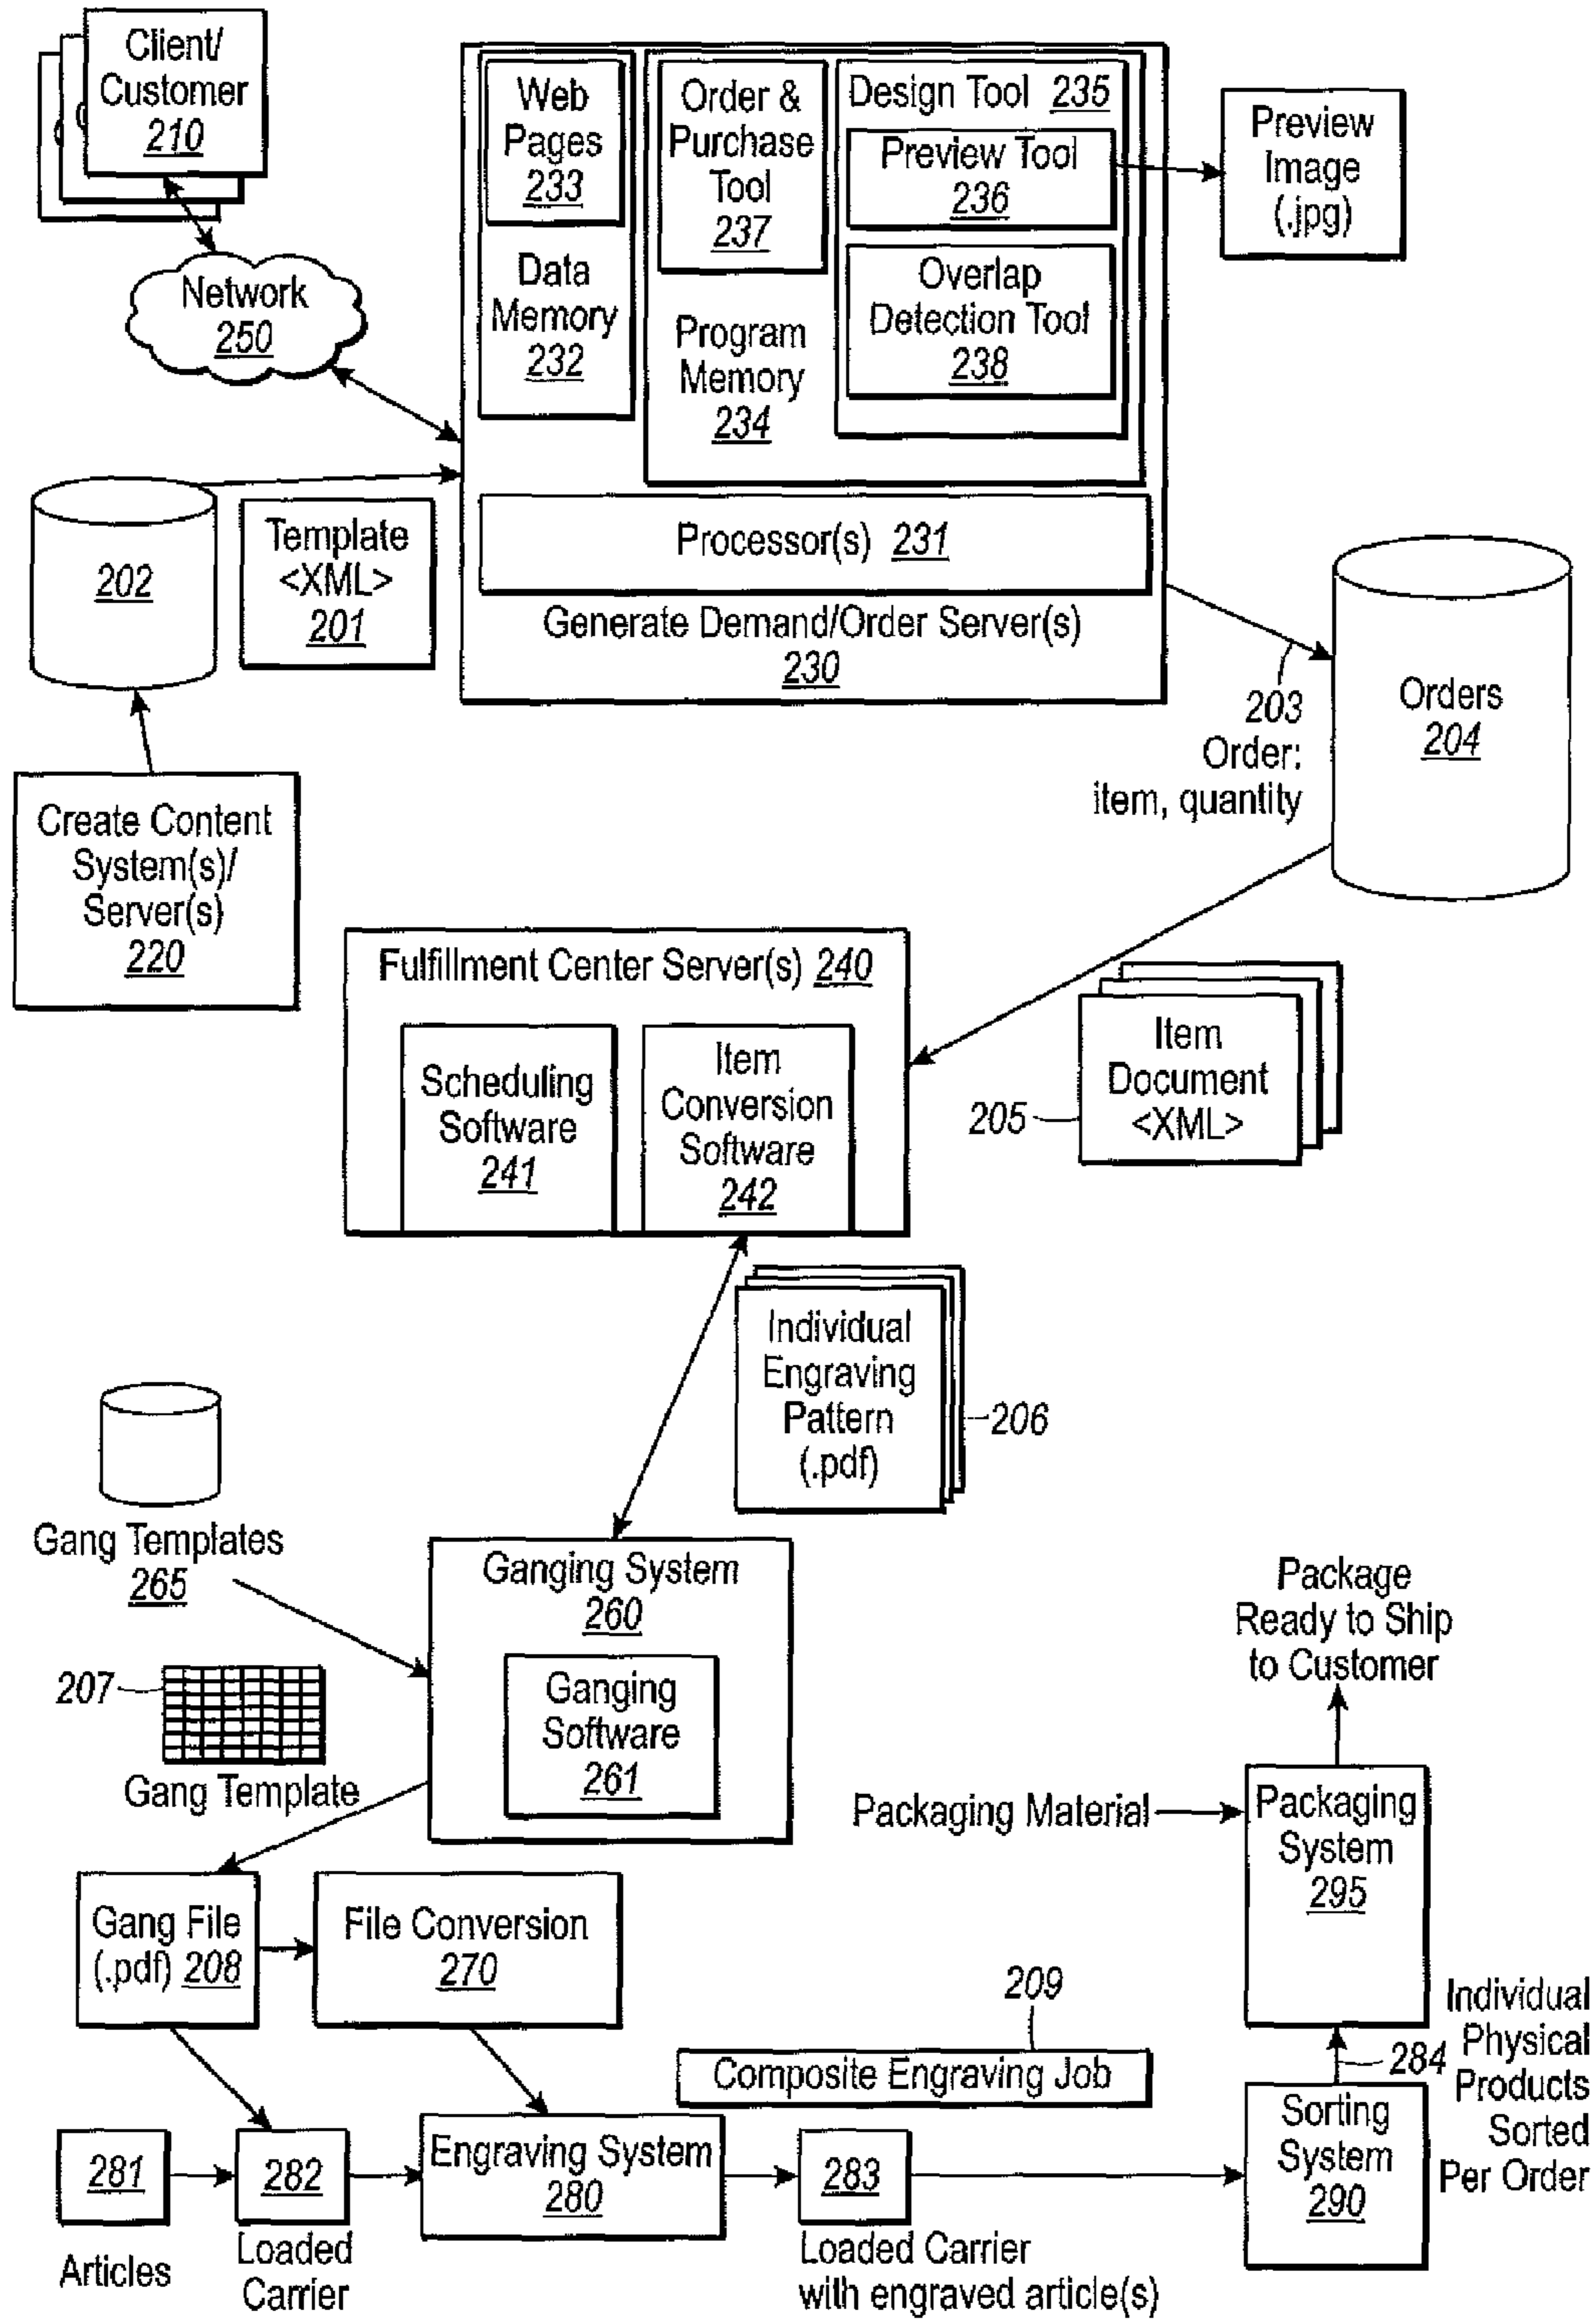 Client/
Customer
210
Network
250
Web
Pages
233
Data
Memory
232
Order &
Purchase
Tool
237
Program
Memory
234
Design Tool 235
Preview Tool
236
Overlap
Detection Tool
238
Preview
Image
(.jpg)
Processor(s) 231
Generate Demand/Order Server(s)
230
202
Template
<XML>
201
203
Order:
item, quantity
Orders
204
Create Content
System(s)/
Server(s)
220
Fulfillment Center Server(s) 240
Scheduling
Software
241
Item
Conversion
Software
242
205
Item
Document
<XML>
Individual
Engraving
Pattern
(.pdf)
206
Gang Templates
265
Ganging System
260
Ganging
Software
261
207
Gang Template
Package
Ready to Ship
to Customer
Packaging Material
Packaging
System
295
Gang File
(.pdf) 208
File Conversion
270
209
Composite Engraving Job
284
Individual
Physical
Products
Sorted
Per Order
281
Articles
282
Loaded
Carrier
Engraving System
280
283
Loaded Carrier
with engraved article(s)
Sorting
System
290